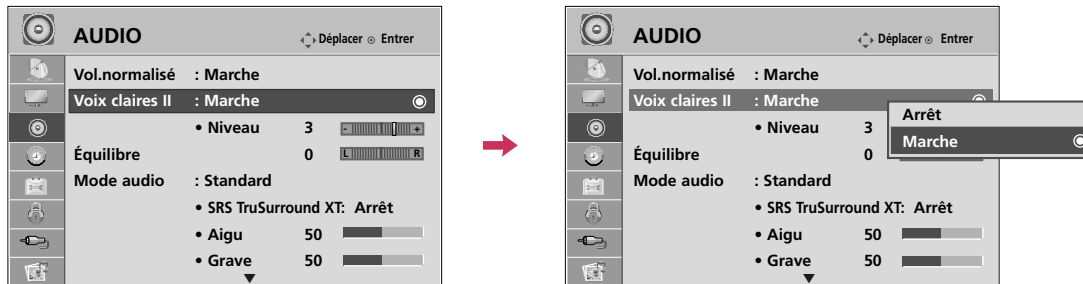 AUDIO Déplacer Entrer
Vol.normalisé : Marche
Voix claires II : Marche
• Niveau 3 - +
Équilibre 0 L R
Mode audio : Standard
• SRS TruSurround XT: Arrêt
• Aigu 50
• Grave 50
AUDIO Déplacer Entrer
Vol.normalisé : Marche
Voix claires II : Marche
• Niveau 3
Équilibre 0
Mode audio : Standard
• SRS TruSurround XT: Arrêt
• Aigu 50
• Grave 50
Arrêt
Marche